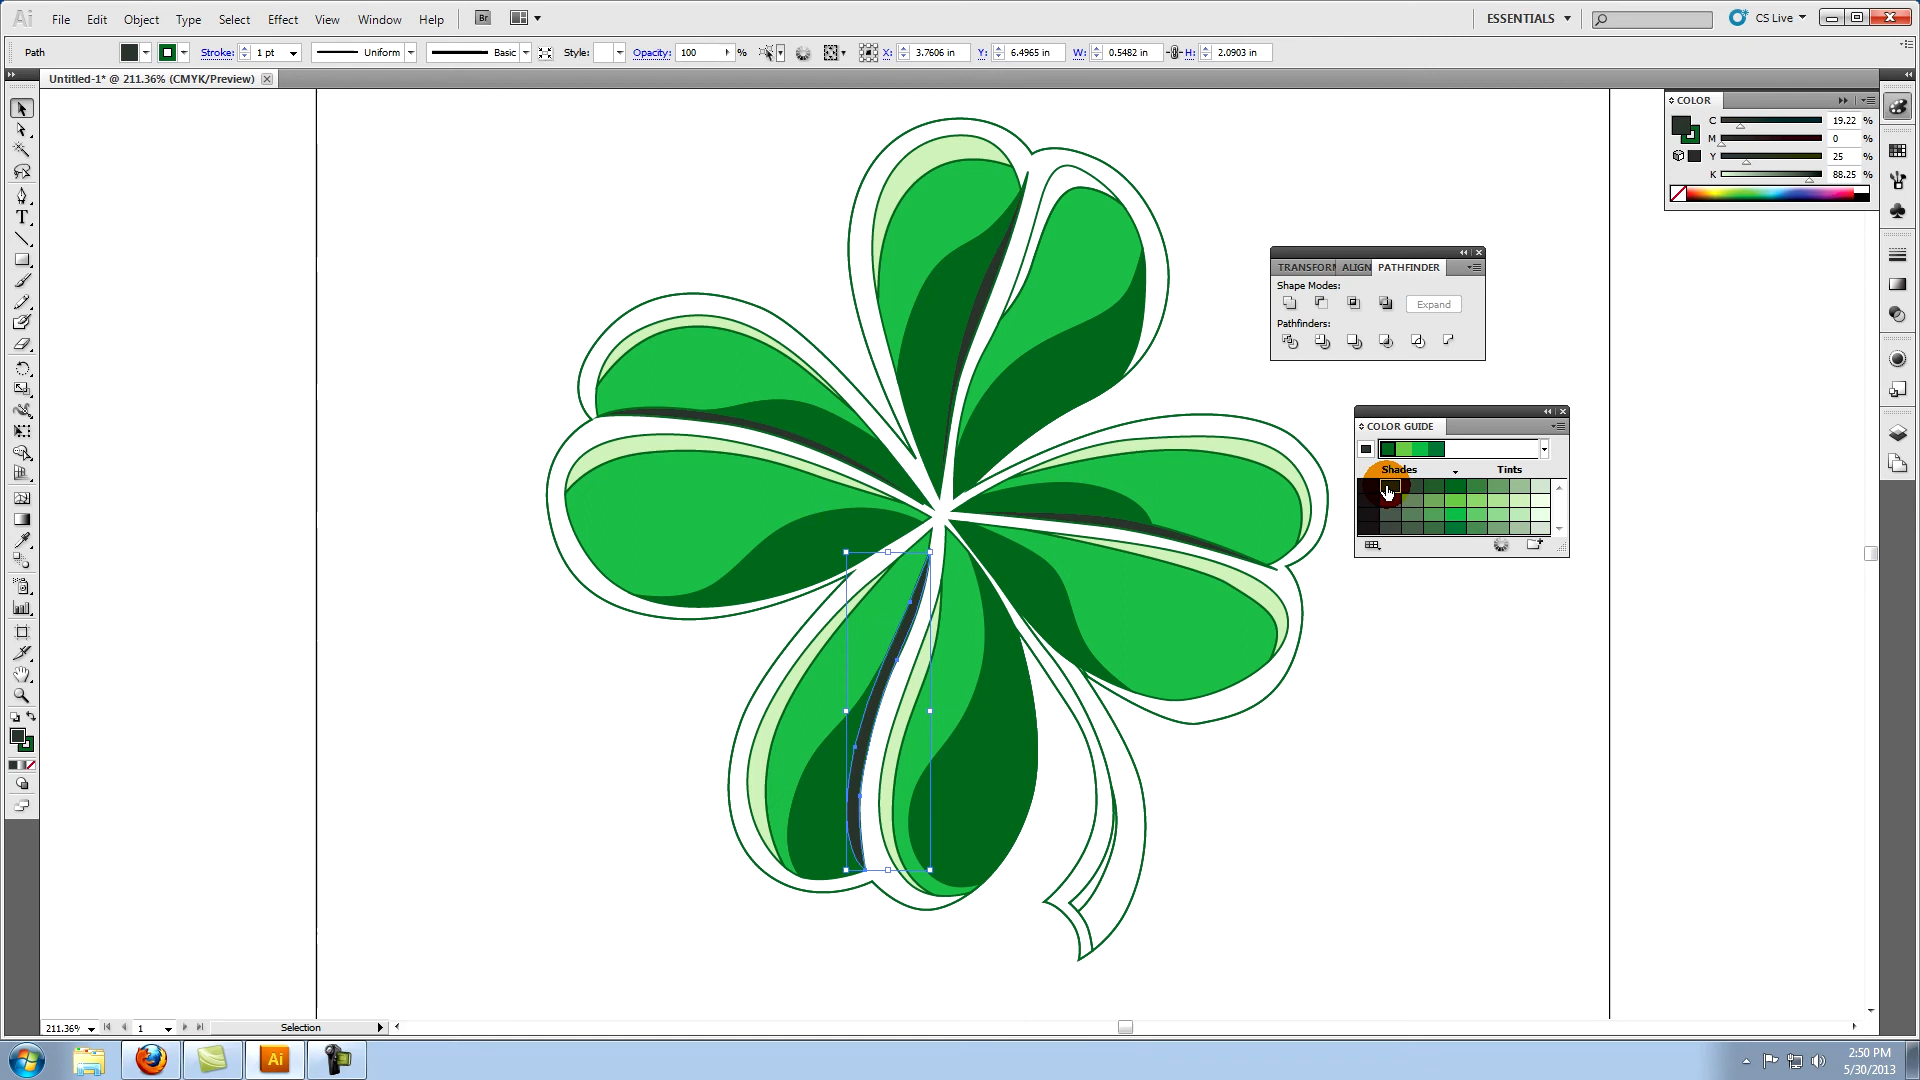 Ai File Edit Object Type Select Effect View Window Help Br ESSENTIALS CS Live
Path Stroke: 1 pt Uniform Basic Style: Opacity: 100 % X: 3.7606 in Y: 6.4965 in W: 0.5482 in H: 2.0903 in
Untitled-1* @ 211.36% (CMYK/Preview)
COLOR
C 19.22 %
M 0 %
Y 25 %
K 88.25 %
TRANSFORM ALIGN PATHFINDER
Shape Modes:
Expand
Pathfinders:
COLOR GUIDE
Shades Tints
T
211.36% 1 Selection
Ai
2:50 PM
5/30/2013